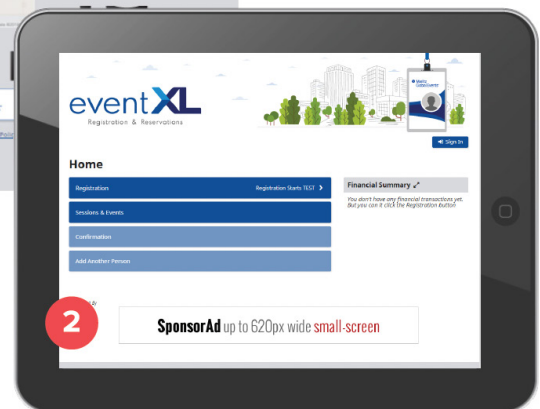 eventXL
Registration & Reservations
Sign In
Home
Registration
Registration Starts TEST
Sessions & Events
Confirmation
Add Another Person
Financial Summary
You don't have any financial transactions yet.
But you can it click the Registration button
By
2
SponsorAd up to 620px wide small-screen